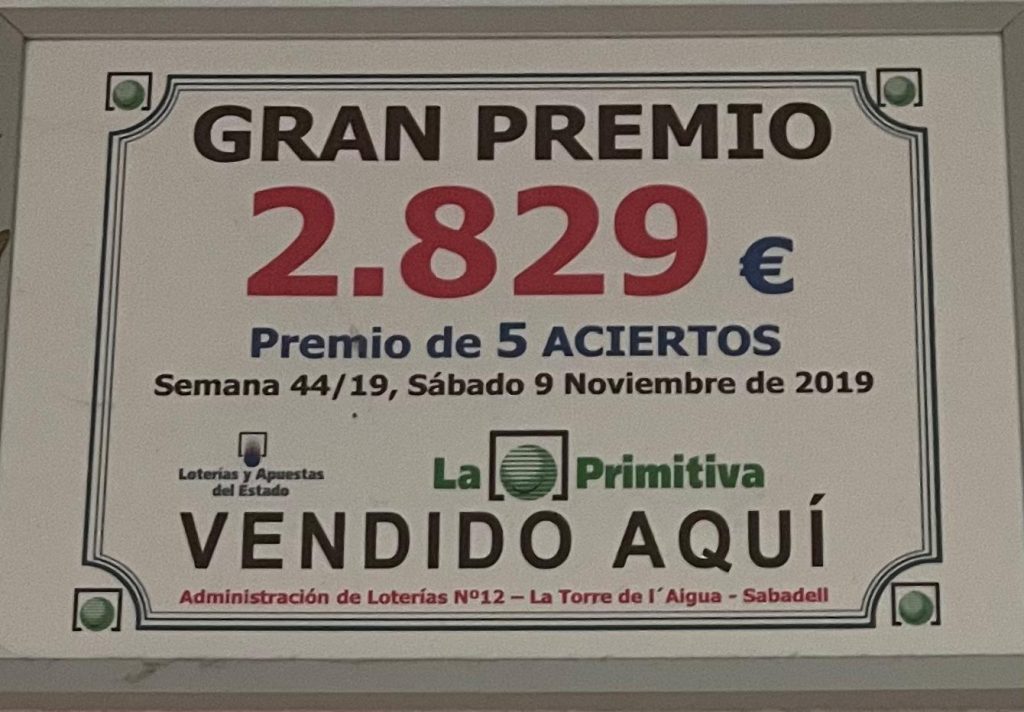 GRAN PREMIO
2.829 €
Premio de 5 ACIERTOS
Semana 44/19, Sábado 9 Noviembre de 2019
Loterías y Apuestas
del Estado
La Primitiva
VENDIDO AQUÍ
Administración de Loterías Nº12 – La Torre de l´Aigua - Sabadell